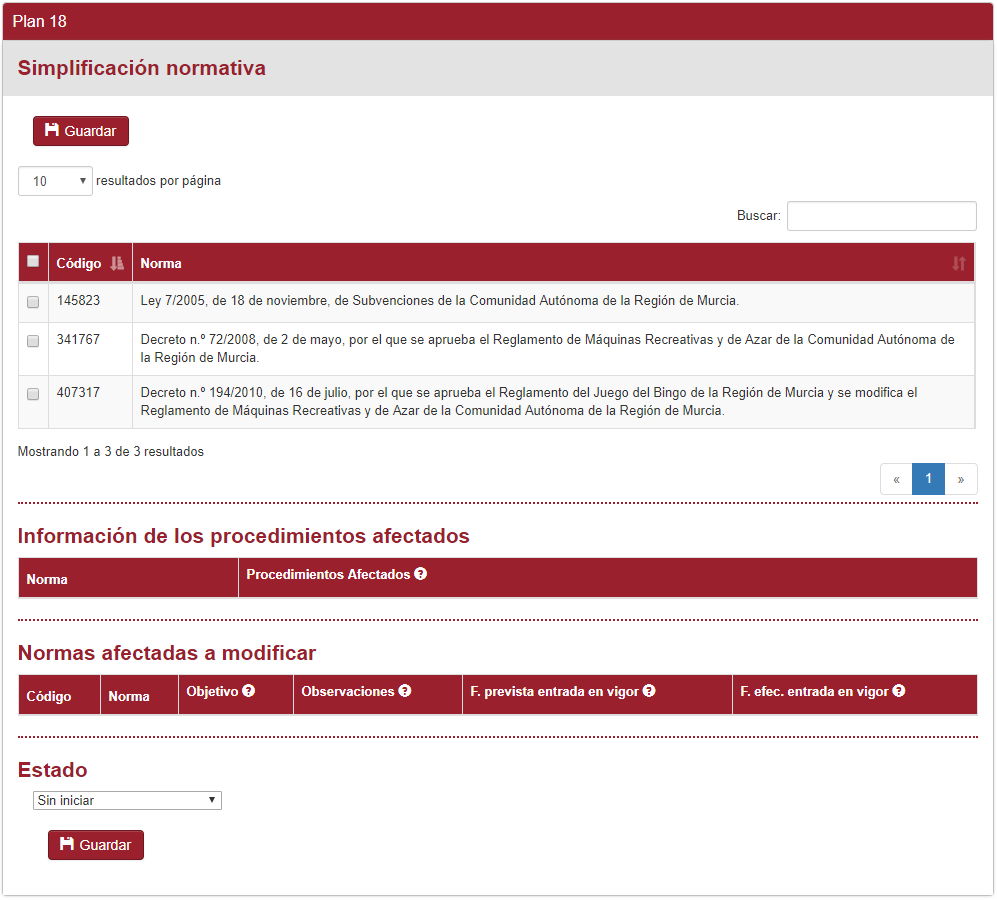 Plan 18
Simplificación normativa
Guardar
10 resultados por página
Buscar:
Código Norma
145823 Ley 7/2005, de 18 de noviembre, de Subvenciones de la Comunidad Autónoma de la Región de Murcia.
341767 Decreto n.º 72/2008, de 2 de mayo, por el que se aprueba el Reglamento de Máquinas Recreativas y de Azar de la Comunidad Autónoma de
la Región de Murcia.
407317 Decreto n.º 194/2010, de 16 de julio, por el que se aprueba el Reglamento del Juego del Bingo de la Región de Murcia y se modifica el
Reglamento de Máquinas Recreativas y de Azar de la Comunidad Autónoma de la Región de Murcia.
Mostrando 1 a 3 de 3 resultados
« 1 »
Información de los procedimientos afectados
Norma Procedimientos Afectados ?
Normas afectadas a modificar
Código Norma Objetivo ? Observaciones ? F. prevista entrada en vigor ? F. efec. entrada en vigor ?
Estado
Sin iniciar
Guardar